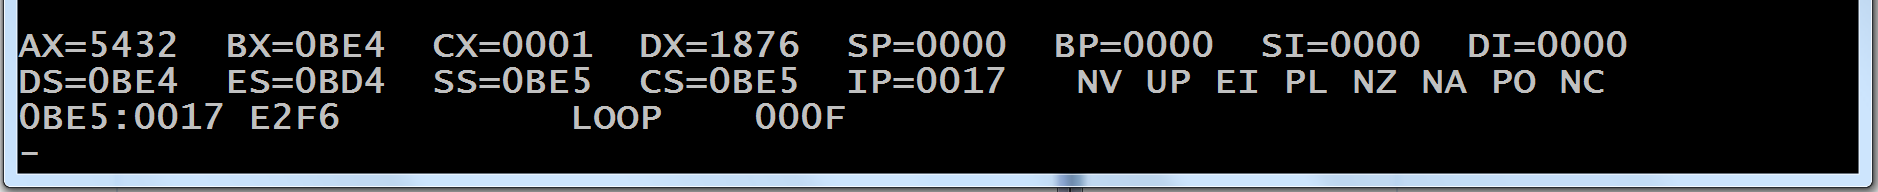 AX=5432  BX=0BE4  CX=0001  DX=1876  SP=0000  BP=0000  SI=0000  DI=0000
DS=0BE4  ES=0BD4  SS=0BE5  CS=0BE5  IP=0017   NV UP EI PL NZ NA PO NC
0BE5:0017 E2F6          LOOP    000F
-